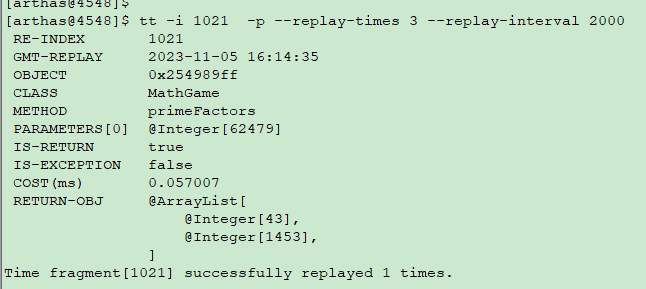 [arthas@4548]$
[arthas@4548]$ tt -i 1021  -p --replay-times 3 --replay-interval 2000
RE-INDEX       1021
GMT-REPLAY     2023-11-05 16:14:35
OBJECT         0x254989ff
CLASS          MathGame
METHOD         primeFactors
PARAMETERS[0]  @Integer[62479]
IS-RETURN      true
IS-EXCEPTION   false
COST(ms)       0.057007
RETURN-OBJ     @ArrayList[
                   @Integer[43],
                   @Integer[1453],
               ]
Time fragment[1021] successfully replayed 1 times.